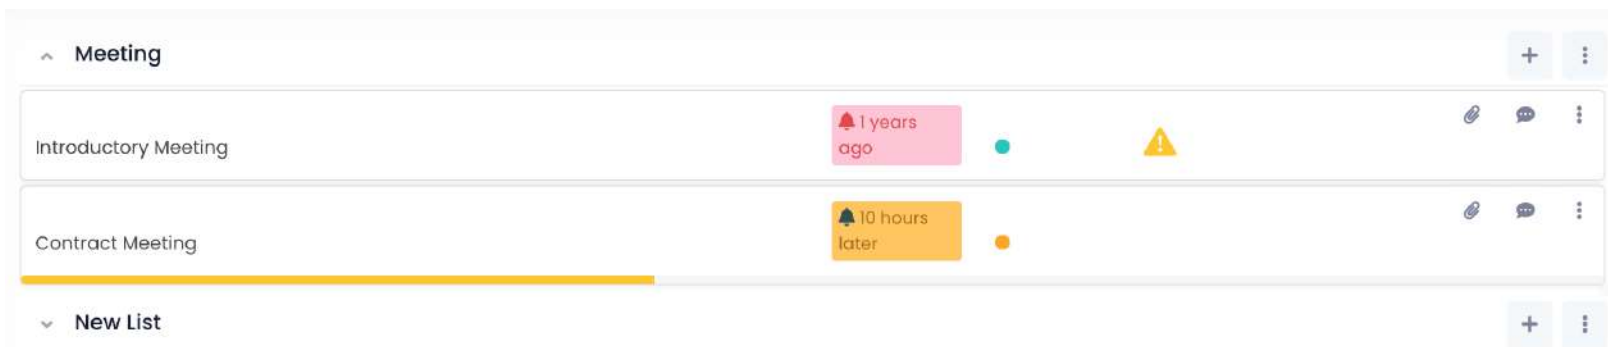 Meeting
1 years
ago
Introductory Meeting
10 hours
later
Contract Meeting
New List